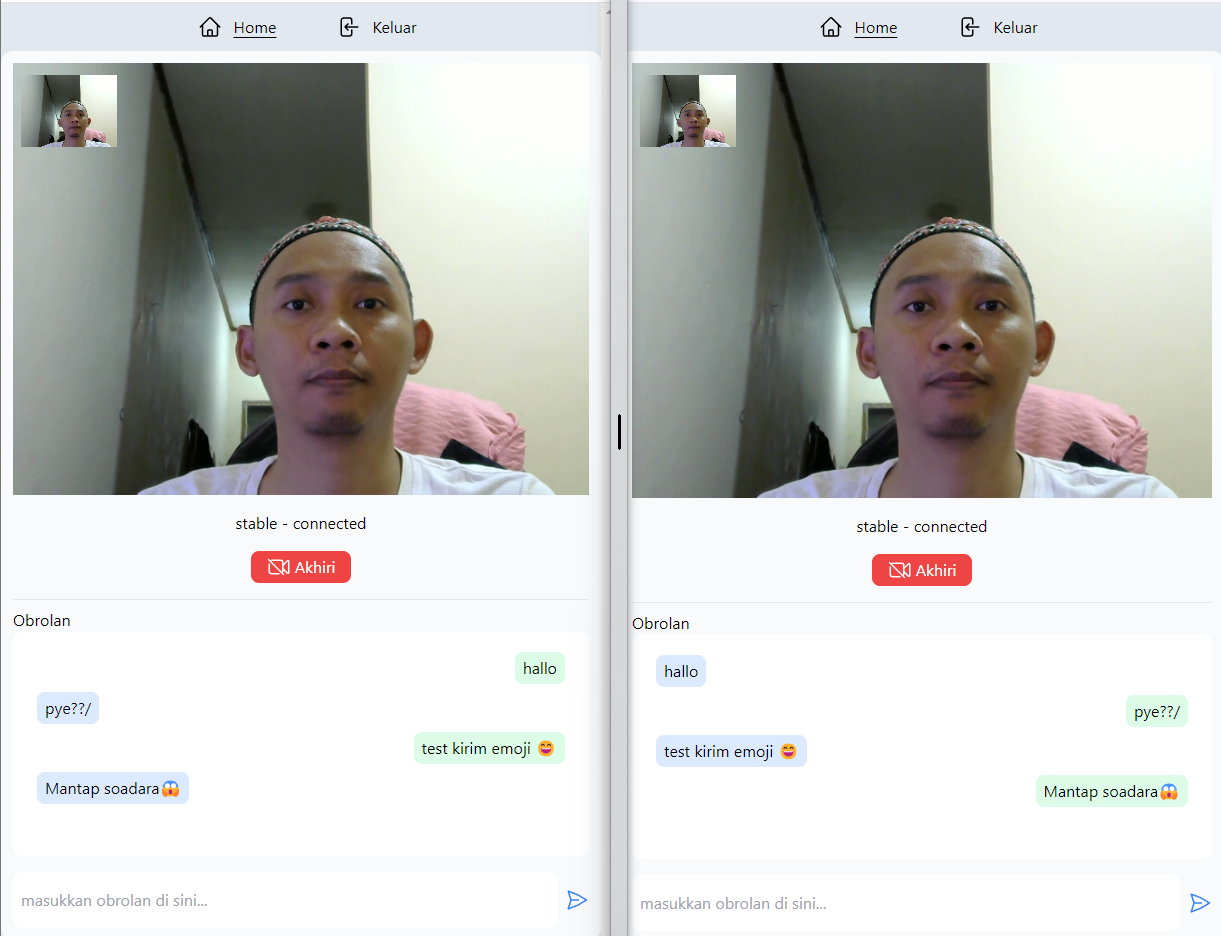 Home Keluar
stable - connected
Akhiri
Obrolan
hallo
pye??/
test kirim emoji 😄
Mantap soadara😱
masukkan obrolan di sini...
Home Keluar
stable - connected
Akhiri
Obrolan
hallo
pye??/
test kirim emoji 😄
Mantap soadara😱
masukkan obrolan di sini...